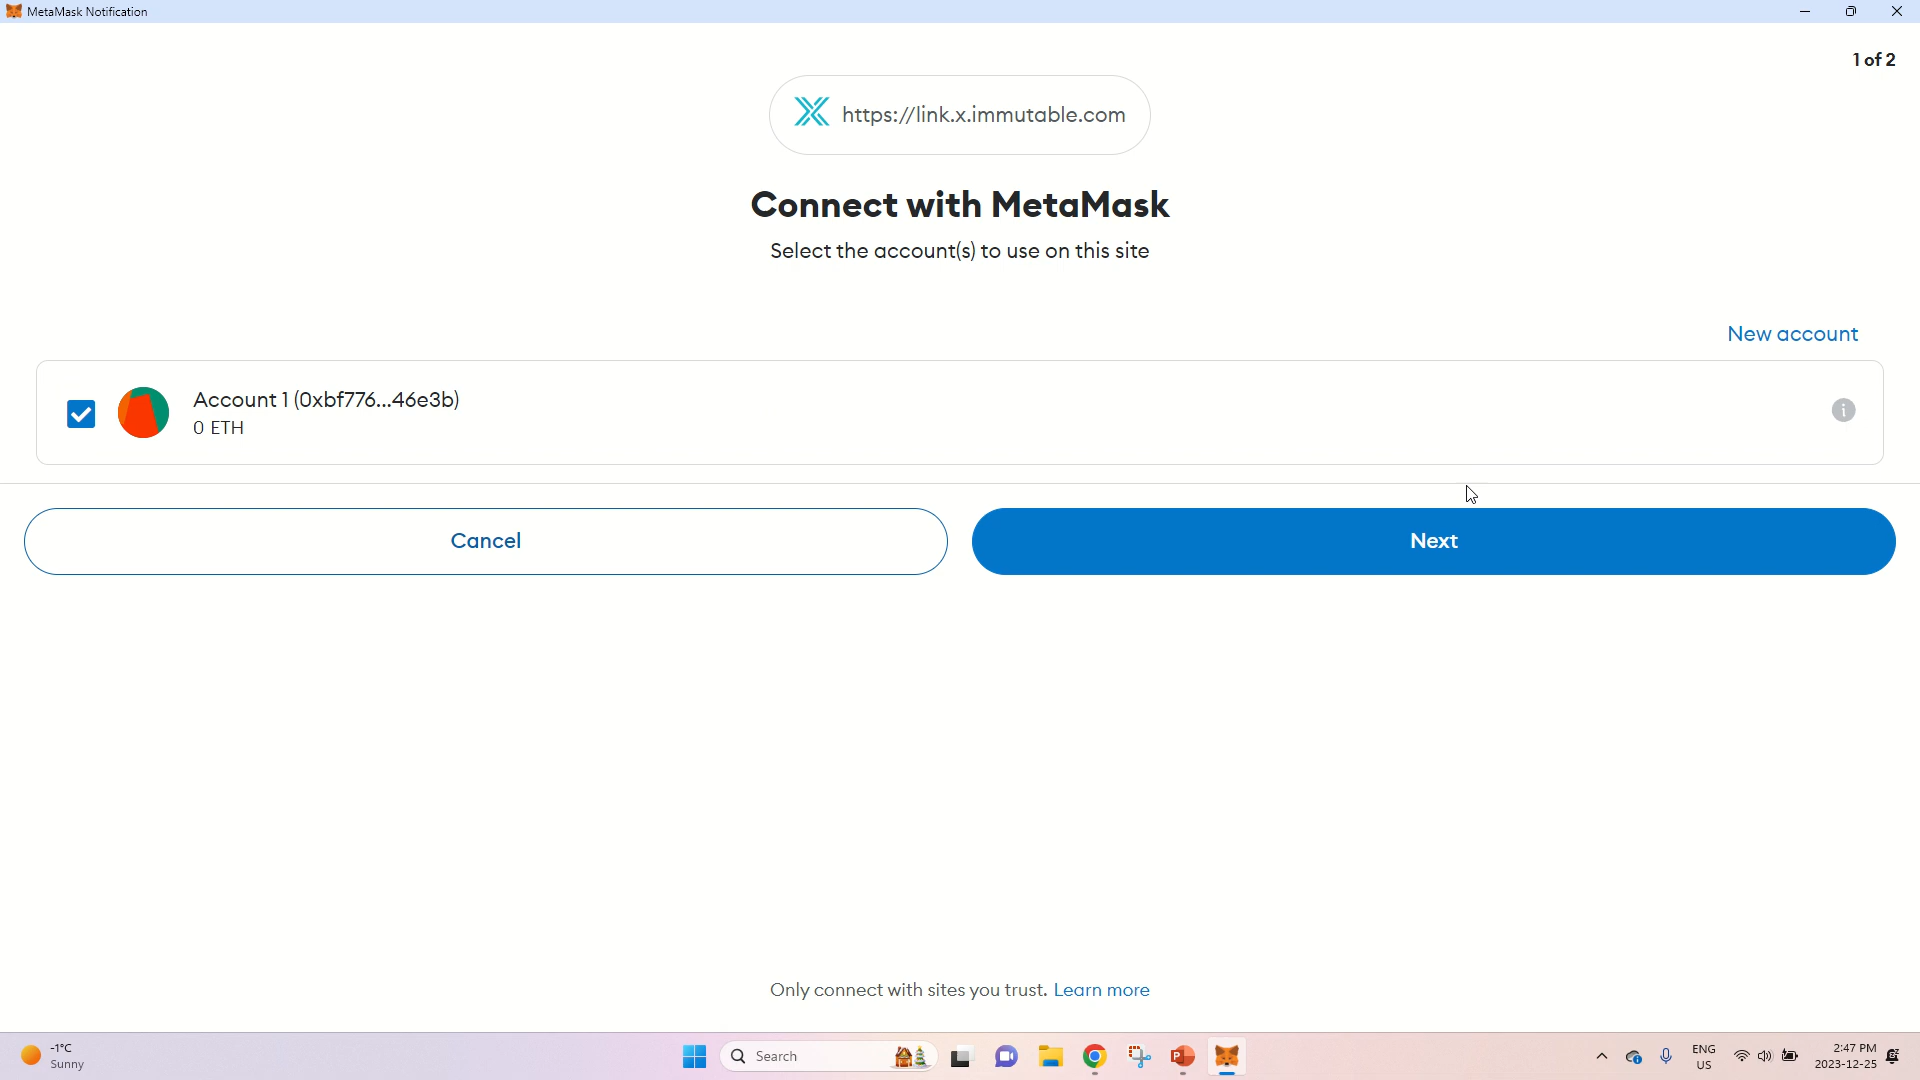 MetaMask Notification
1 of 2
https://link.x.immutable.com
Connect with MetaMask
Select the account(s) to use on this site
New account
Account 1 (0xbf776...46e3b)
0 ETH
Cancel
Next
Only connect with sites you trust. Learn more
-1°C
Sunny
Search
ENG
US
2:47 PM
2023-12-25